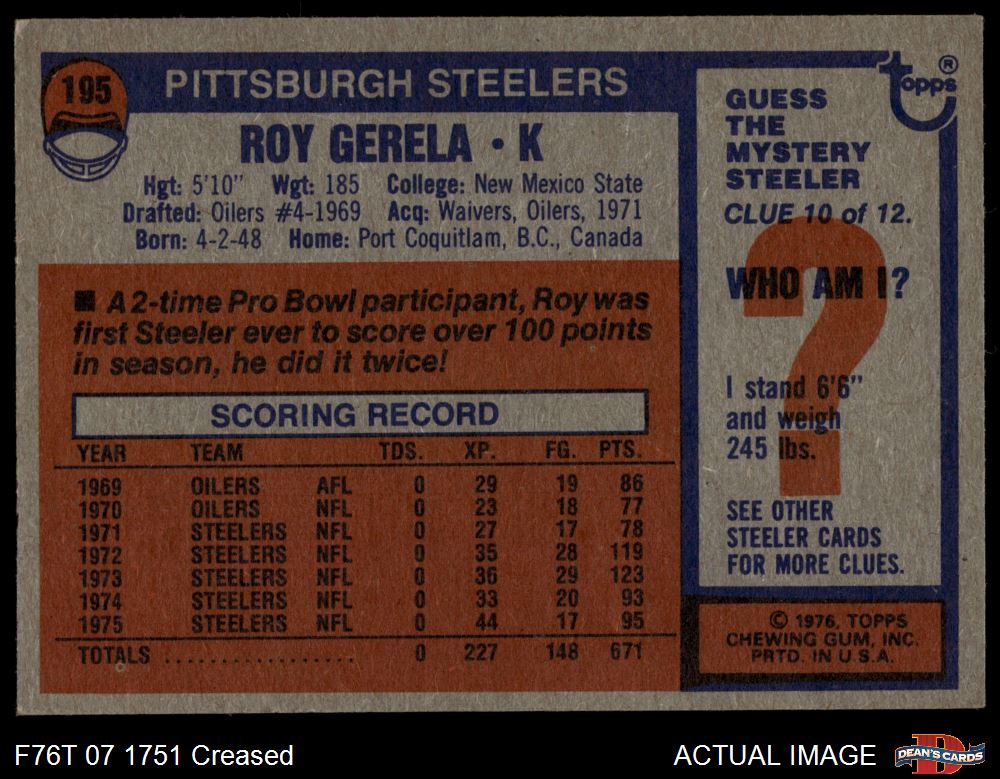 195
PITTSBURGH STEELERS
ROY GERELA • K
Hgt: 5'10" Wgt: 185 College: New Mexico State
Drafted: Oilers #4-1969 Acq: Waivers, Oilers, 1971
Born: 4-2-48 Home: Port Coquitlam, B.C., Canada
■ A 2-time Pro Bowl participant, Roy was
first Steeler ever to score over 100 points
in season, he did it twice!
SCORING RECORD
YEAR TEAM TDS. XP. FG. PTS.
1969 OILERS AFL 0 29 19 86
1970 OILERS NFL 0 23 18 77
1971 STEELERS NFL 0 27 17 78
1972 STEELERS NFL 0 35 28 119
1973 STEELERS NFL 0 36 29 123
1974 STEELERS NFL 0 33 20 93
1975 STEELERS NFL 0 44 17 95
TOTALS .................. 0 227 148 671
Topps®
GUESS
THE
MYSTERY
STEELER
CLUE 10 of 12.
WHO AM I?
?
I stand 6'6"
and weigh
245 lbs.
SEE OTHER
STEELER CARDS
FOR MORE CLUES.
© 1976, TOPPS
CHEWING GUM, INC.
PRTD. IN U.S.A.
F76T 07 1751 Creased
ACTUAL IMAGE
D
DEAN'S CARDS